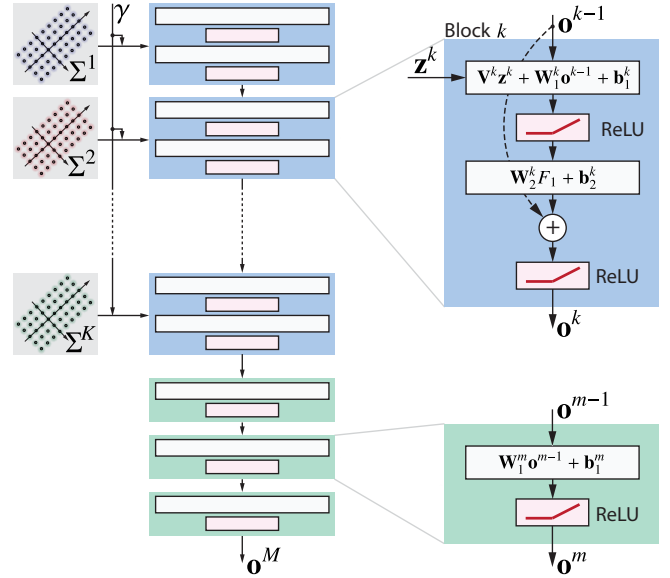 γ
Σ¹
Σ²
Σᴷ
𝐨ᴹ
Block k
𝐨ᵏ⁻¹
𝐳ᵏ
𝐕ᵏ𝐳ᵏ + 𝐖₁ᵏ𝐨ᵏ⁻¹ + 𝐛₁ᵏ
ReLU
𝐖₂ᵏF₁ + 𝐛₂ᵏ
+
ReLU
𝐨ᵏ
𝐨ᵐ⁻¹
𝐖₁ᵐ𝐨ᵐ⁻¹ + 𝐛₁ᵐ
ReLU
𝐨ᵐ